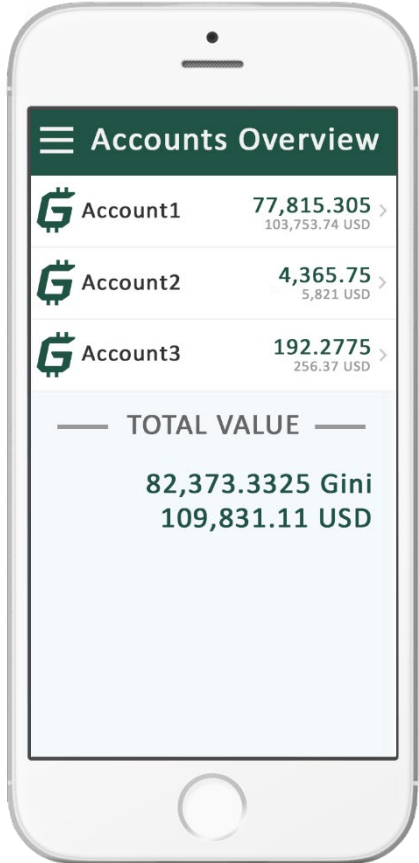 Accounts Overview
Account1
77,815.305
103,753.74 USD
Account2
4,365.75
5,821 USD
Account3
192.2775
256.37 USD
TOTAL VALUE
82,373.3325 Gini
109,831.11 USD